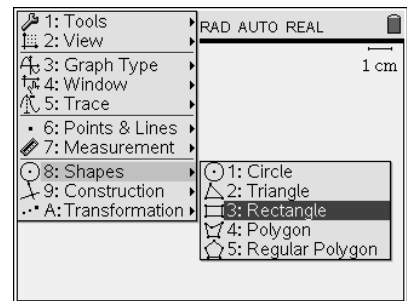 1: Tools
RAD AUTO REAL
2: View
3: Graph Type
1 cm
4: Window
5: Trace
6: Points & Lines
7: Measurement
8: Shapes
1: Circle
9: Construction
2: Triangle
A: Transformation
3: Rectangle
4: Polygon
5: Regular Polygon